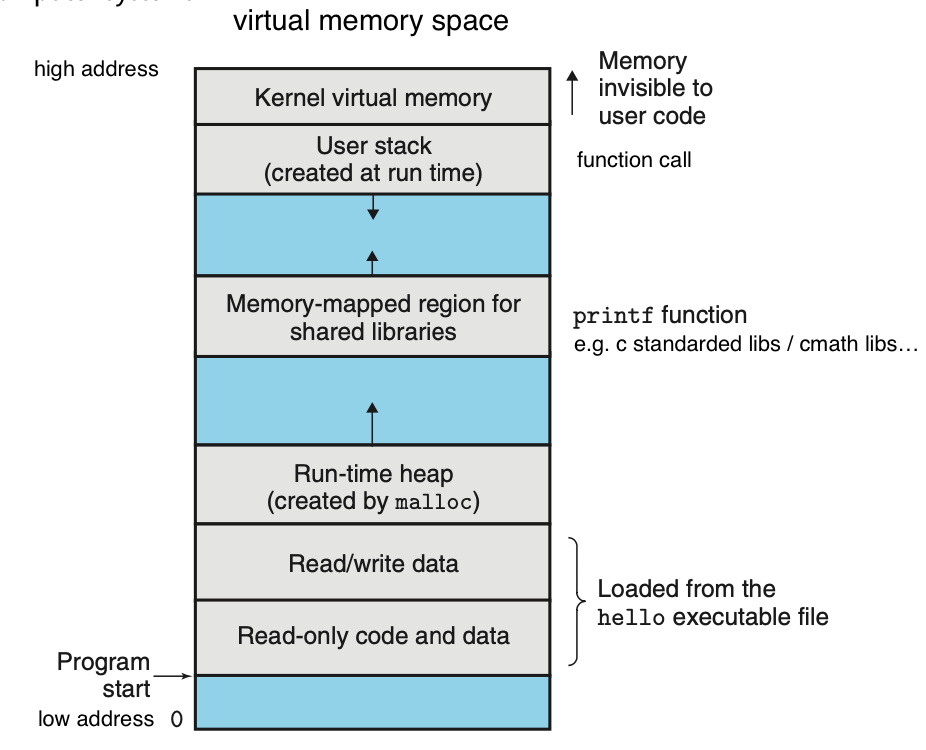 virtual memory space
high address
Kernel virtual memory
Memory
invisible to
user code
User stack
(created at run time)
function call
Memory-mapped region for
shared libraries
printf function
e.g. c standarded libs / cmath libs…
Run-time heap
(created by malloc)
Read/write data
Loaded from the
hello executable file
Read-only code and data
Program
start
low address 0